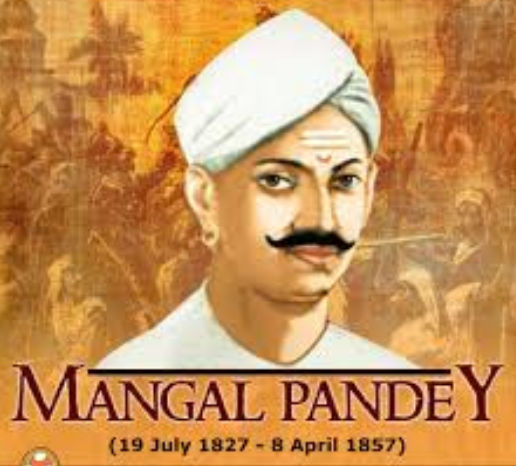 MANGAL PANDEY
(19 July 1827 - 8 April 1857)